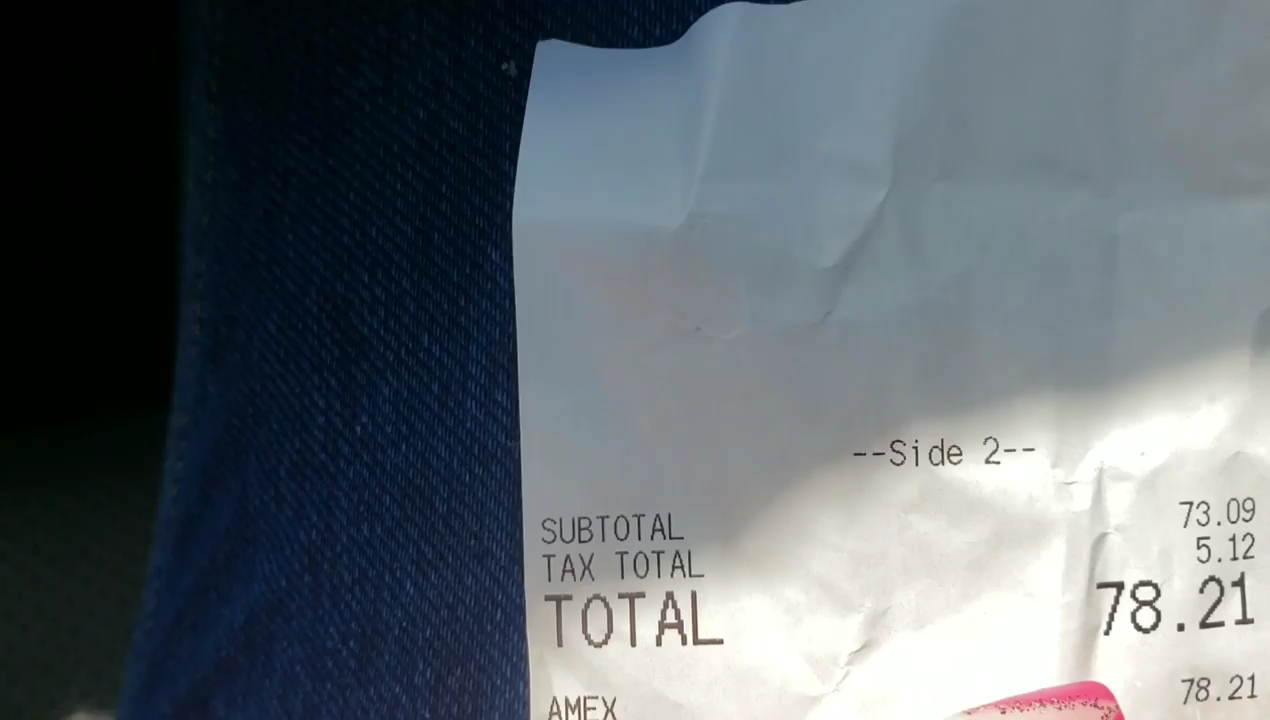 --Side 2--
SUBTOTAL 73.09
TAX TOTAL 5.12
TOTAL 78.21
AMEX 78.21